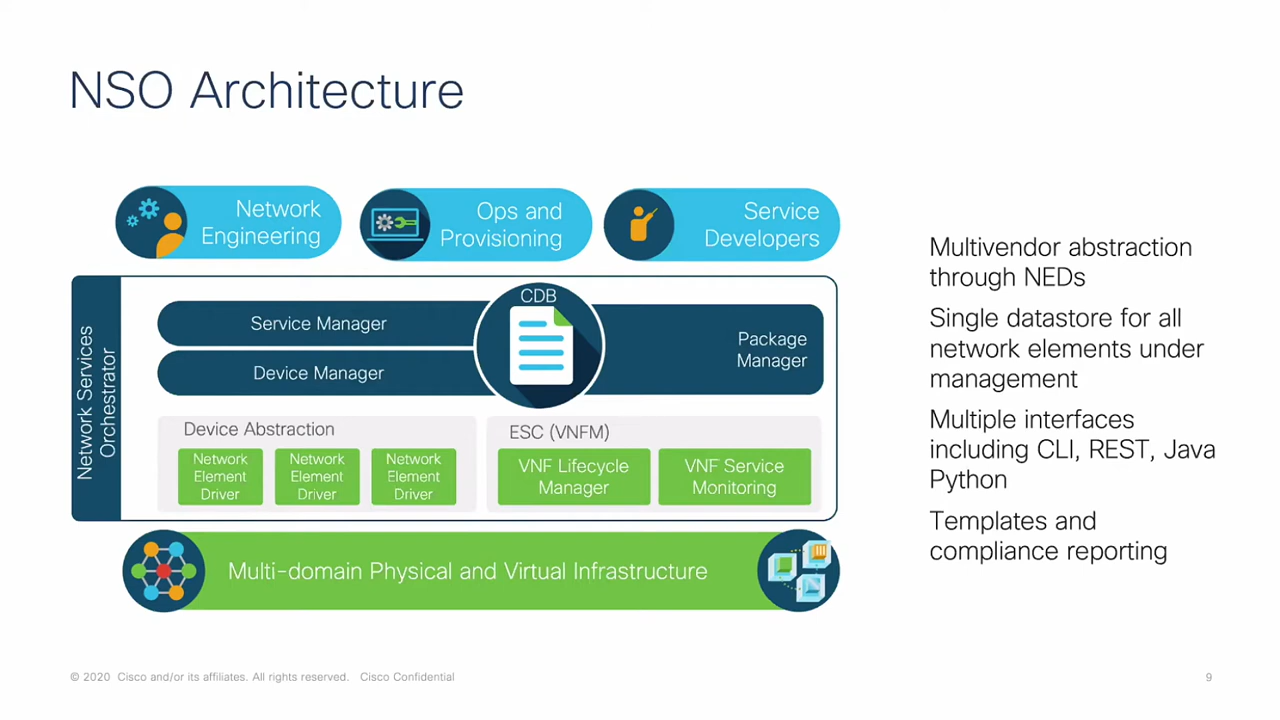 NSO Architecture
Network
Engineering
Ops and
Provisioning
Service
Developers
Network Services
Orchestrator
CDB
Service Manager
Device Manager
Package
Manager
Device Abstraction
Network
Element
Driver
Network
Element
Driver
Network
Element
Driver
ESC (VNFM)
VNF Lifecycle
Manager
VNF Service
Monitoring
Multi-domain Physical and Virtual Infrastructure
Multivendor abstraction
through NEDs
Single datastore for all
network elements under
management
Multiple interfaces
including CLI, REST, Java
Python
Templates and
compliance reporting
© 2020 Cisco and/or its affiliates. All rights reserved. Cisco Confidential
9